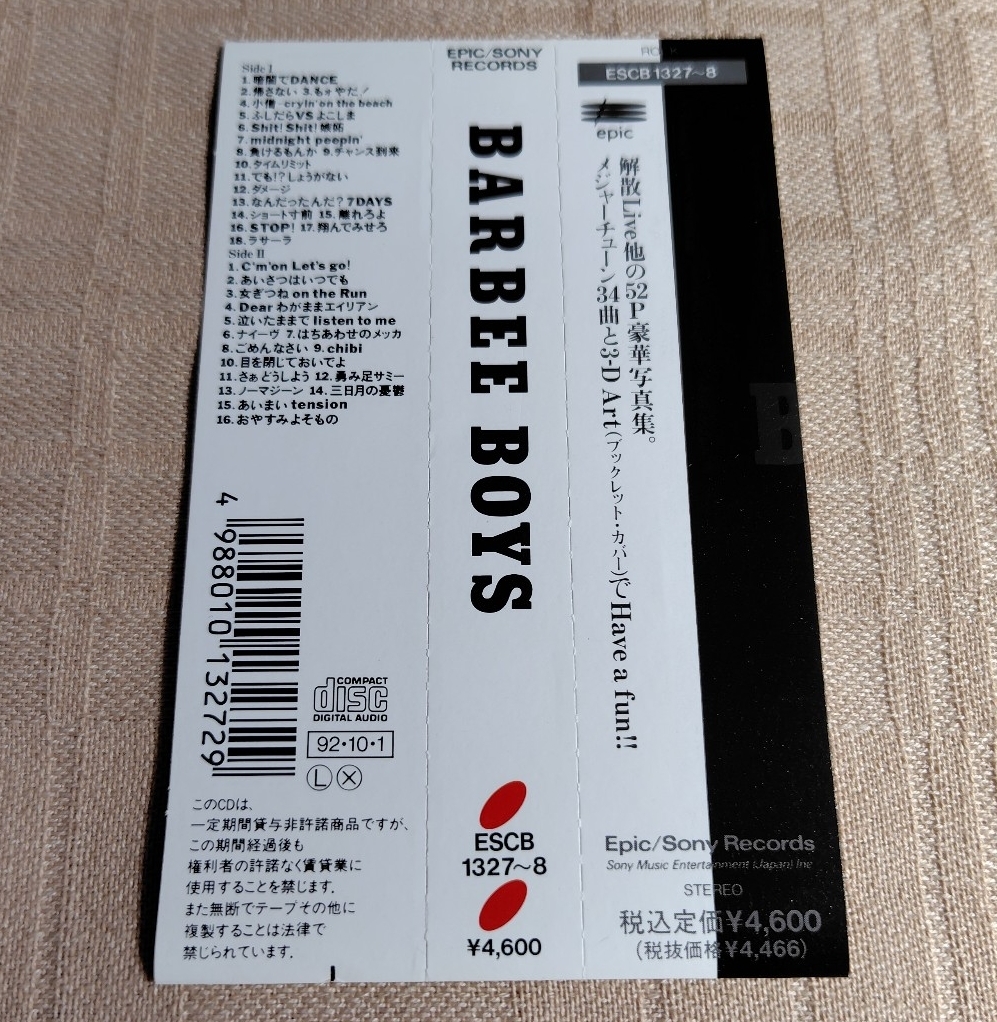 Side I
1.暗闇でDANCE
2.帰さない 3.もォやだ!
4.小僧-cryin' on the beach
5.ふしだらVSよこしま
6.Shit! Shit! 嫉妬
7.midnight peepin'
8.負けるもんか 9.チャンス到来
10.タイムリミット
11.でも!?しょうがない
12.ダメージ
13.なんだったんだ? 7DAYS
14.ショート寸前 15.離れろよ
16.STOP! 17.翔んでみせろ
18.ラサーラ
Side II
1.C'm'on Let's go!
2.あいさつはいつでも
3.女ぎつね on the Run
4.Dear わがままエイリアン
5.泣いたままで listen to me
6.ナイーヴ 7.はちあわせのメッカ
8.ごめんなさい 9.chibi
10.目を閉じておいでよ
11.さぁどうしよう 12.勇み足サミー
13.ノーマジーン 14.三日月の憂鬱
15.あいまい tension
16.おやすみよそもの
4 988010 132729
COMPACT
disc
DIGITAL AUDIO
92・10・1
L X
このCDは、
一定期間貸与非許諾商品ですが、
この期間経過後も
権利者の許諾なく賃貸業に
使用することを禁じます。
また無断でテープその他に
複製することは法律で
禁じられています。
EPIC/SONY
RECORDS
BARBEE BOYS
ESCB
1327〜8
¥4,600
ROCK
ESCB 1327〜8
epic
解散Live他の52P豪華写真集。
メジャーチューン34曲と3-D Art(ブックレット・カバー)で Have a fun!!
B
Epic/Sony Records
Sony Music Entertainment (Japan) Inc
STEREO
税込定価¥4,600
(税抜価格¥4,466)